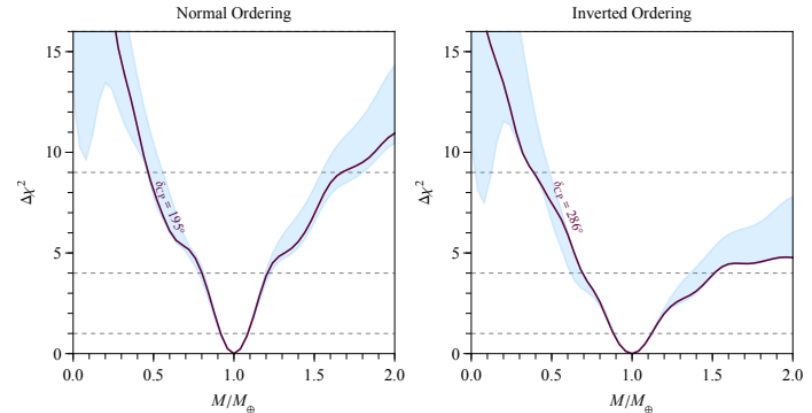 Normal Ordering
Δχ²
15
10
5
0
δCP = 195°
0.0 0.5 1.0 1.5 2.0
M/M⊕
Inverted Ordering
Δχ²
15
10
5
0
δCP = 286°
0.0 0.5 1.0 1.5 2.0
M/M⊕